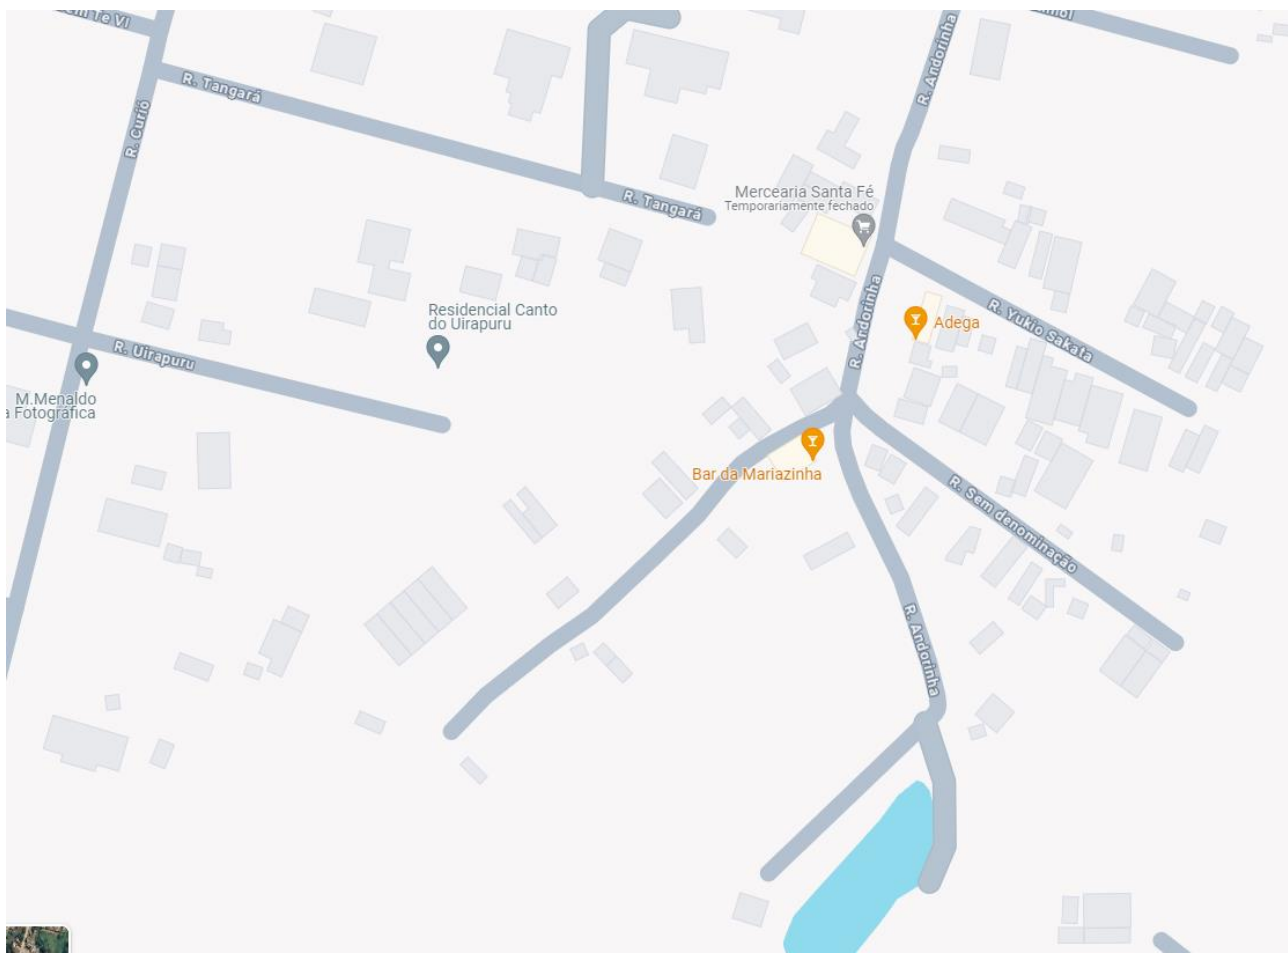 R. Tangará
R. Curió
R. Andorinha
R. Tangará
Mercearia Santa Fé
Temporariamente fechado
Residencial Canto
do Uirapuru
R. Andorinha
Adega
R. Yukio Sakata
R. Uirapuru
M.Menaldo
a Fotográfica
Bar da Mariazinha
R. Sem denominação
R. Andorinha